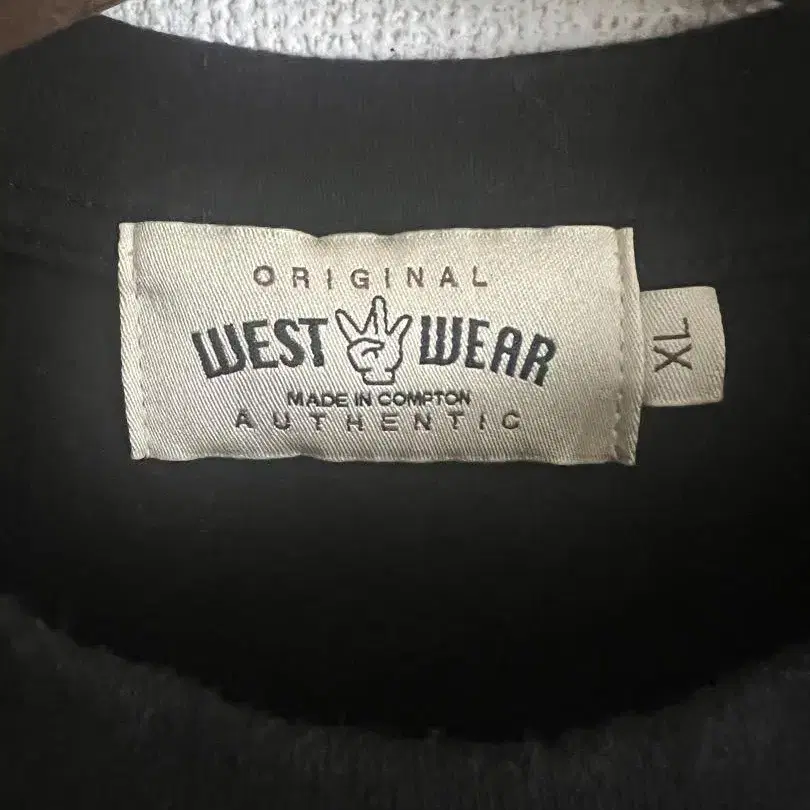 ORIGINAL
WEST WEAR
MADE IN COMPTON
AUTHENTIC
XL